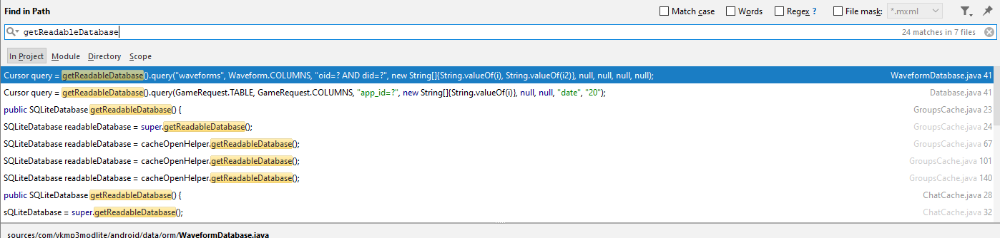 Find in Path Match case Words Regex ? File mask: *.mxml
getReadableDatabase 24 matches in 7 files
In Project Module Directory Scope
Cursor query = getReadableDatabase().query("waveforms", Waveform.COLUMNS, "oid=? AND did=?", new String[]{String.valueOf(i), String.valueOf(i2)}, null, null, null, null); WaveformDatabase.java 41
Cursor query = getReadableDatabase().query(GameRequest.TABLE, GameRequest.COLUMNS, "app_id=?", new String[]{String.valueOf(i)}, null, null, "date", "20"); Database.java 41
public SQLiteDatabase getReadableDatabase() { GroupsCache.java 23
SQLiteDatabase readableDatabase = super.getReadableDatabase(); GroupsCache.java 24
SQLiteDatabase readableDatabase = cacheOpenHelper.getReadableDatabase(); GroupsCache.java 67
SQLiteDatabase readableDatabase = cacheOpenHelper.getReadableDatabase(); GroupsCache.java 101
SQLiteDatabase readableDatabase = cacheOpenHelper.getReadableDatabase(); GroupsCache.java 140
public SQLiteDatabase getReadableDatabase() { ChatCache.java 28
sQLiteDatabase = super.getReadableDatabase(); ChatCache.java 32
sources/com/vkmp3modlite/android/data/orm/WaveformDatabase.java